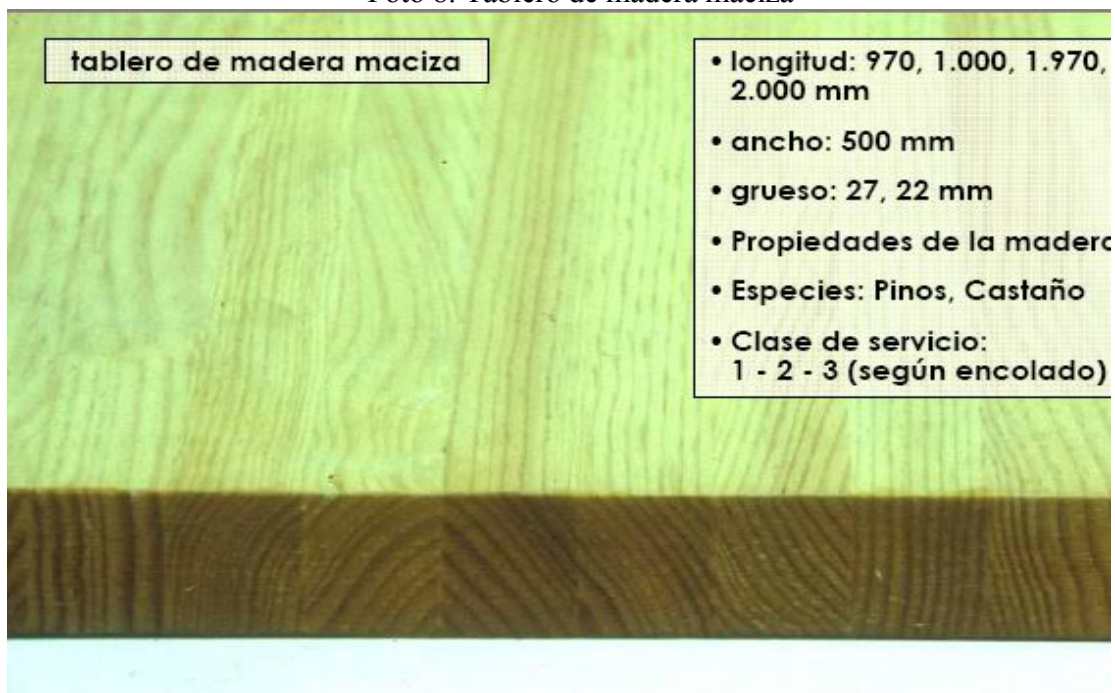 tablero de madera maciza
• longitud: 970, 1.000, 1.970,
2.000 mm
• ancho: 500 mm
• grueso: 27, 22 mm
• Propiedades de la madera
• Especies: Pinos, Castaño
• Clase de servicio:
1 - 2 - 3 (según encolado)